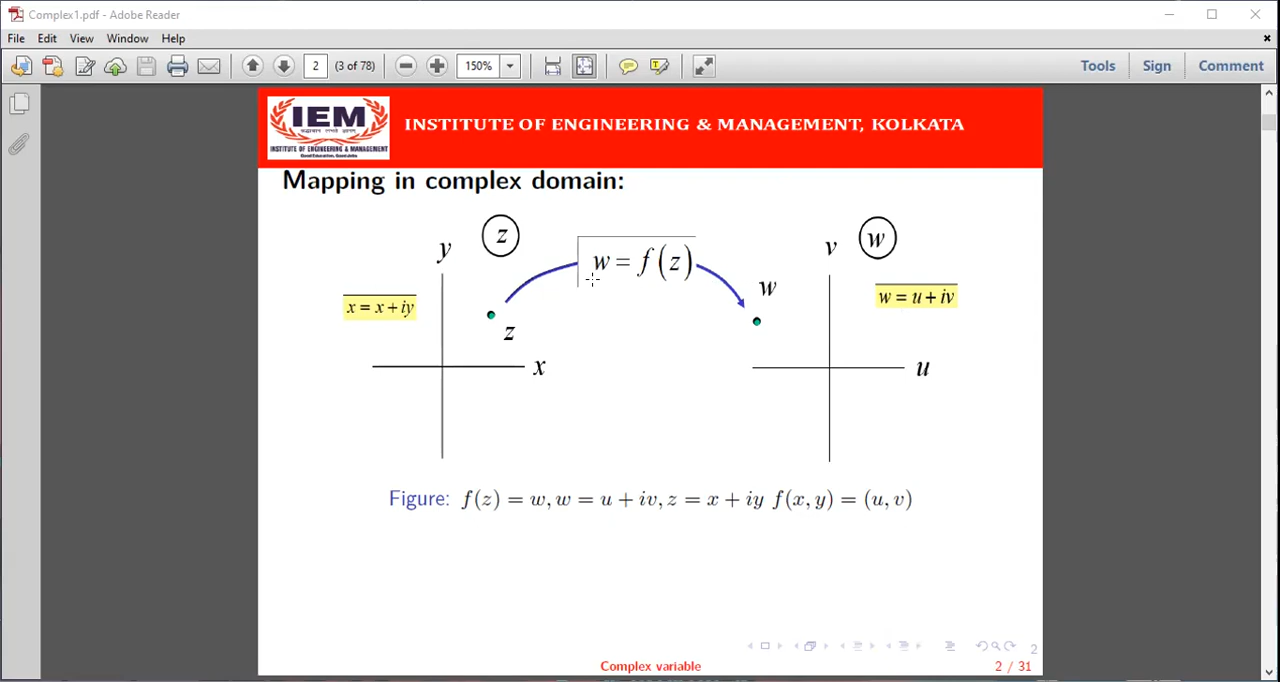 Complex1.pdf - Adobe Reader
File Edit View Window Help
2 (3 of 78) 150% Tools Sign Comment
IEM
INSTITUTE OF ENGINEERING & MANAGEMENT
INSTITUTE OF ENGINEERING & MANAGEMENT, KOLKATA
Mapping in complex domain:
y z w = f(z) v w
x = x + iy z w w = u + iv
x u
Figure: f(z) = w, w = u + iv, z = x + iy f(x, y) = (u, v)
2
Complex variable 2 / 31